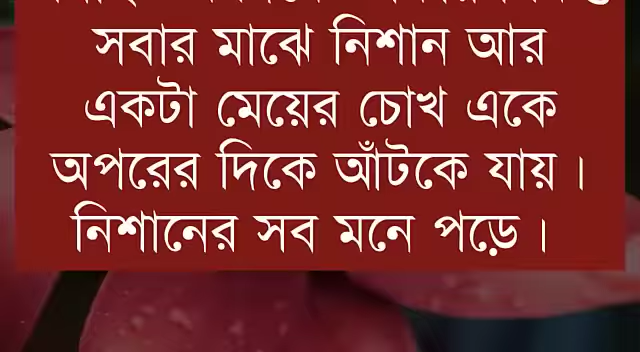 সবার মাঝে নিশান আর
একটা মেয়ের চোখ একে
অপরের দিকে আঁটকে যায়।
নিশানের সব মনে পড়ে।